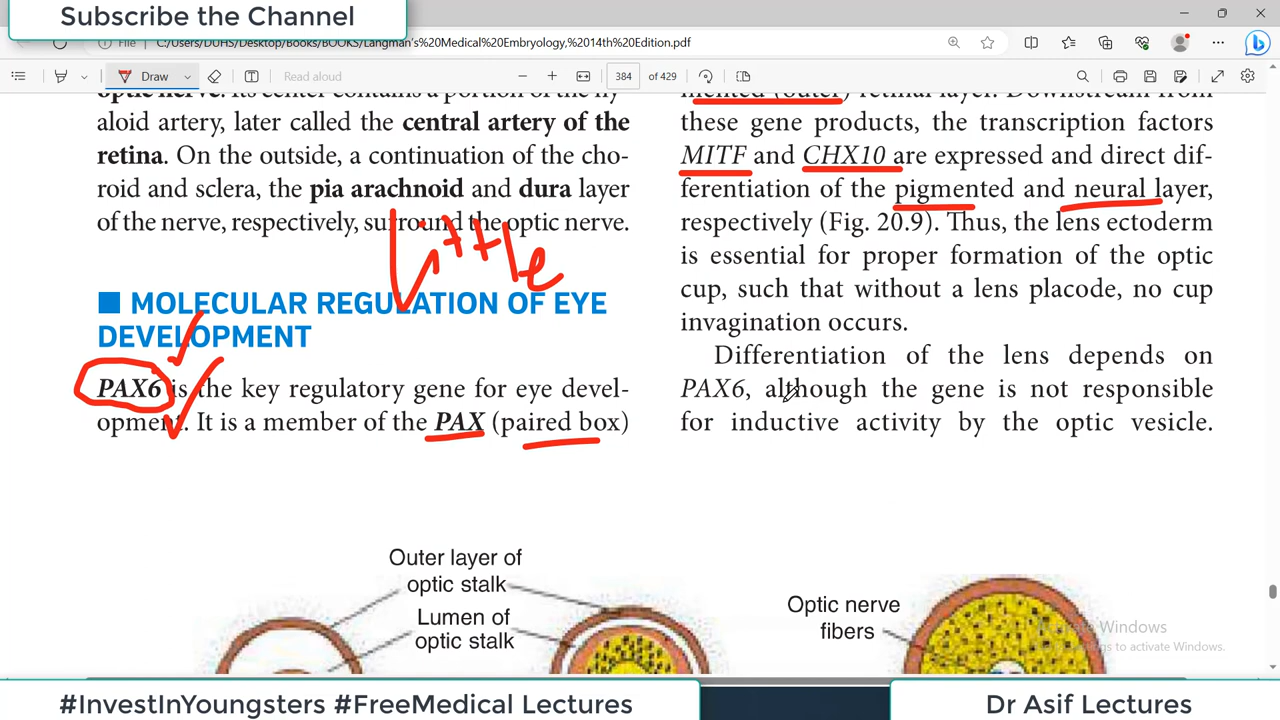 Subscribe the Channel
File C:/Users/DUHS/Desktop/Books/BOOKS/Langman's%20Medical%20Embryology,%2014th%20Edition.pdf
Draw Read aloud 384 of 429
optic nerve. Its center contains a portion of the hy-
aloid artery, later called the central artery of the
retina. On the outside, a continuation of the cho-
roid and sclera, the pia arachnoid and dura layer
of the nerve, respectively, surround the optic nerve.
little
■ MOLECULAR REGULATION OF EYE
DEVELOPMENT
PAX6 is the key regulatory gene for eye devel-
opment. It is a member of the PAX (paired box)
mented (outer) retinal layer. Downstream from
these gene products, the transcription factors
MITF and CHX10 are expressed and direct dif-
ferentiation of the pigmented and neural layer,
respectively (Fig. 20.9). Thus, the lens ectoderm
is essential for proper formation of the optic
cup, such that without a lens placode, no cup
invagination occurs.
Differentiation of the lens depends on
PAX6, although the gene is not responsible
for inductive activity by the optic vesicle.
Outer layer of
optic stalk
Lumen of
optic stalk
Optic nerve
fibers
Activate Windows
to activate Windows.
#InvestInYoungsters #FreeMedical Lectures
Dr Asif Lectures